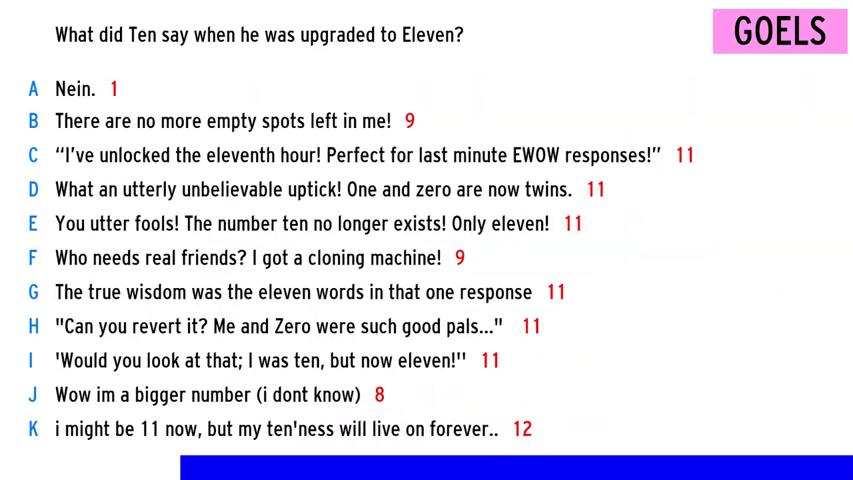 What did Ten say when he was upgraded to Eleven?
GOELS
A Nein. 1
B There are no more empty spots left in me! 9
C “I’ve unlocked the eleventh hour! Perfect for last minute EWOW responses!” 11
D What an utterly unbelievable uptick! One and zero are now twins. 11
E You utter fools! The number ten no longer exists! Only eleven! 11
F Who needs real friends? I got a cloning machine! 9
G The true wisdom was the eleven words in that one response 11
H "Can you revert it? Me and Zero were such good pals..." 11
I 'Would you look at that; I was ten, but now eleven!'' 11
J Wow im a bigger number (i dont know) 8
K i might be 11 now, but my ten'ness will live on forever.. 12